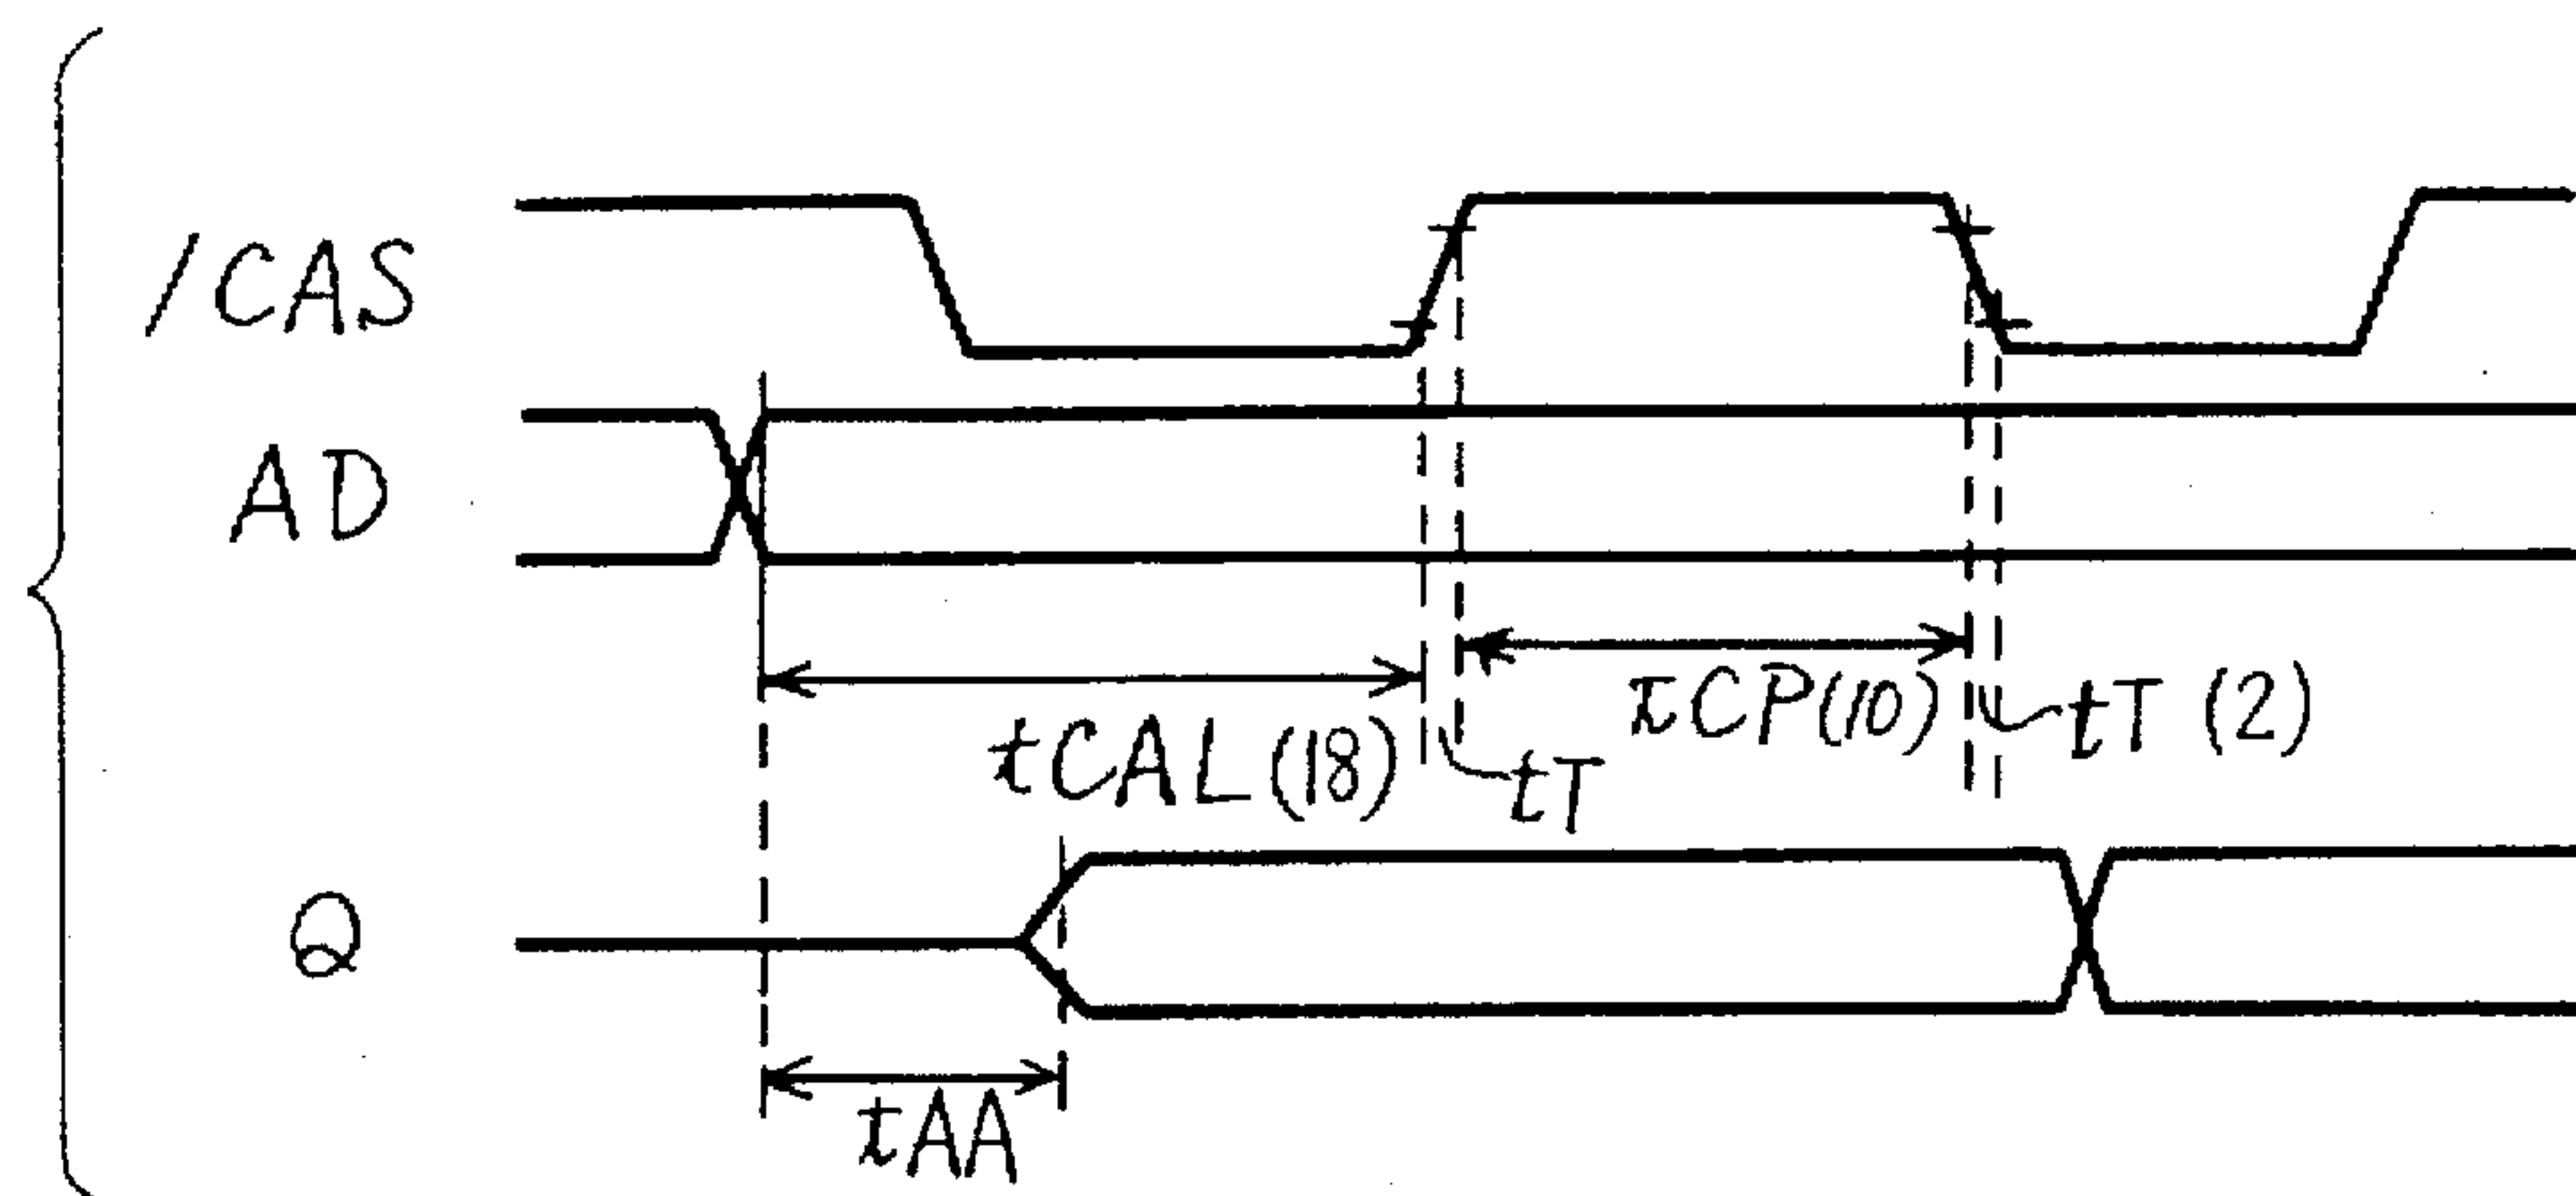 /CAS
AD
tCP(10)
tT (2)
tCAL(18)
tT
Q
tAA